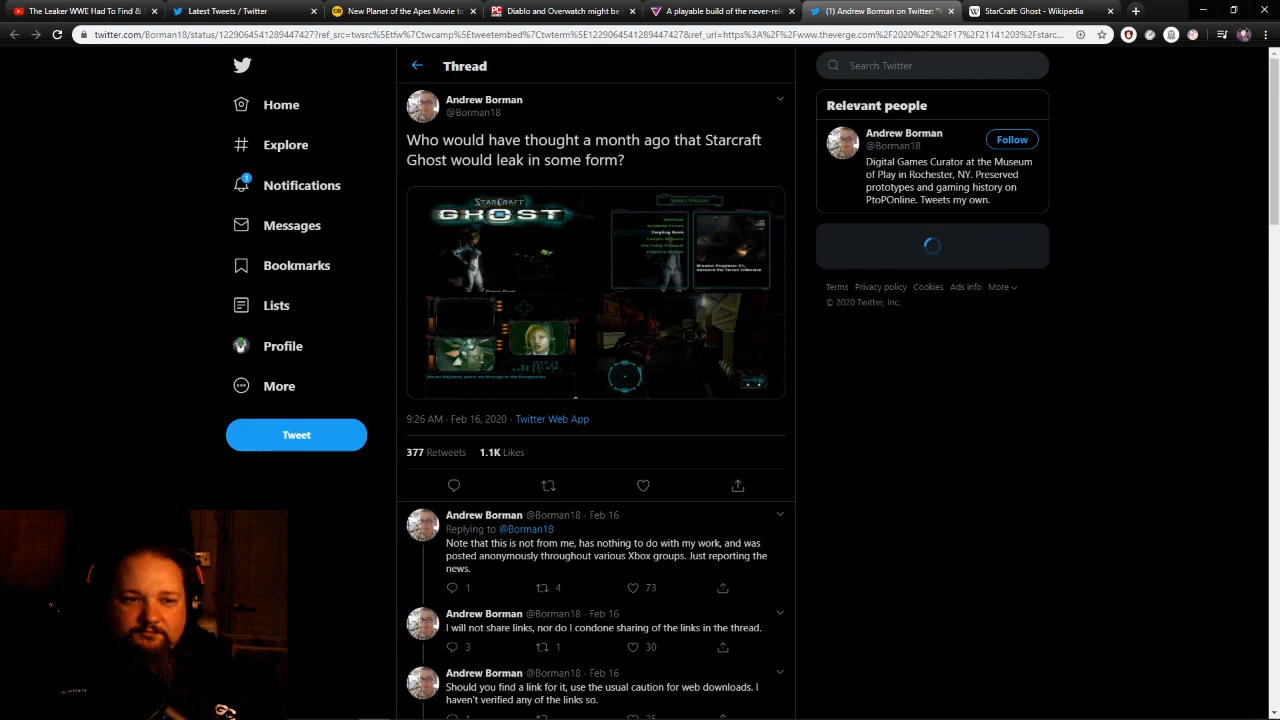 The Leaker WWE Had To Find &
Latest Tweets / Twitter
New Planet of the Apes Movie to
Diablo and Overwatch might be
A playable build of the never-rele
(1) Andrew Borman on Twitter: "
StarCraft: Ghost - Wikipedia
twitter.com/Borman18/status/1229064541289447427?ref_src=twsrc%5Etfw%7Ctwcamp%5Etweetembed%7Ctwterm%5E1229064541289447427&ref_url=https%3A%2F%2Fwww.theverge.com%2F2020%2F2%2F17%2F21141203%2Fstarc...
Home
Explore
1
Notifications
Messages
Bookmarks
Lists
Profile
More
Tweet
Thread
Andrew Borman
@Borman18
Who would have thought a month ago that Starcraft
Ghost would leak in some form?
STARCRAFT
GHOST
Select Mission
9:26 AM · Feb 16, 2020 · Twitter Web App
377 Retweets 1.1K Likes
Andrew Borman @Borman18 · Feb 16
Replying to @Borman18
Note that this is not from me, has nothing to do with my work, and was
posted anonymously throughout various Xbox groups. Just reporting the
news.
1 4 73
Andrew Borman @Borman18 · Feb 16
I will not share links, nor do I condone sharing of the links in the thread.
3 1 30
Andrew Borman @Borman18 · Feb 16
Should you find a link for it, use the usual caution for web downloads. I
haven't verified any of the links so.
Search Twitter
Relevant people
Andrew Borman
@Borman18
Follow
Digital Games Curator at the Museum
of Play in Rochester, NY. Preserved
prototypes and gaming history on
PtoPOnline. Tweets my own.
Terms Privacy policy Cookies Ads info More
© 2020 Twitter, Inc.